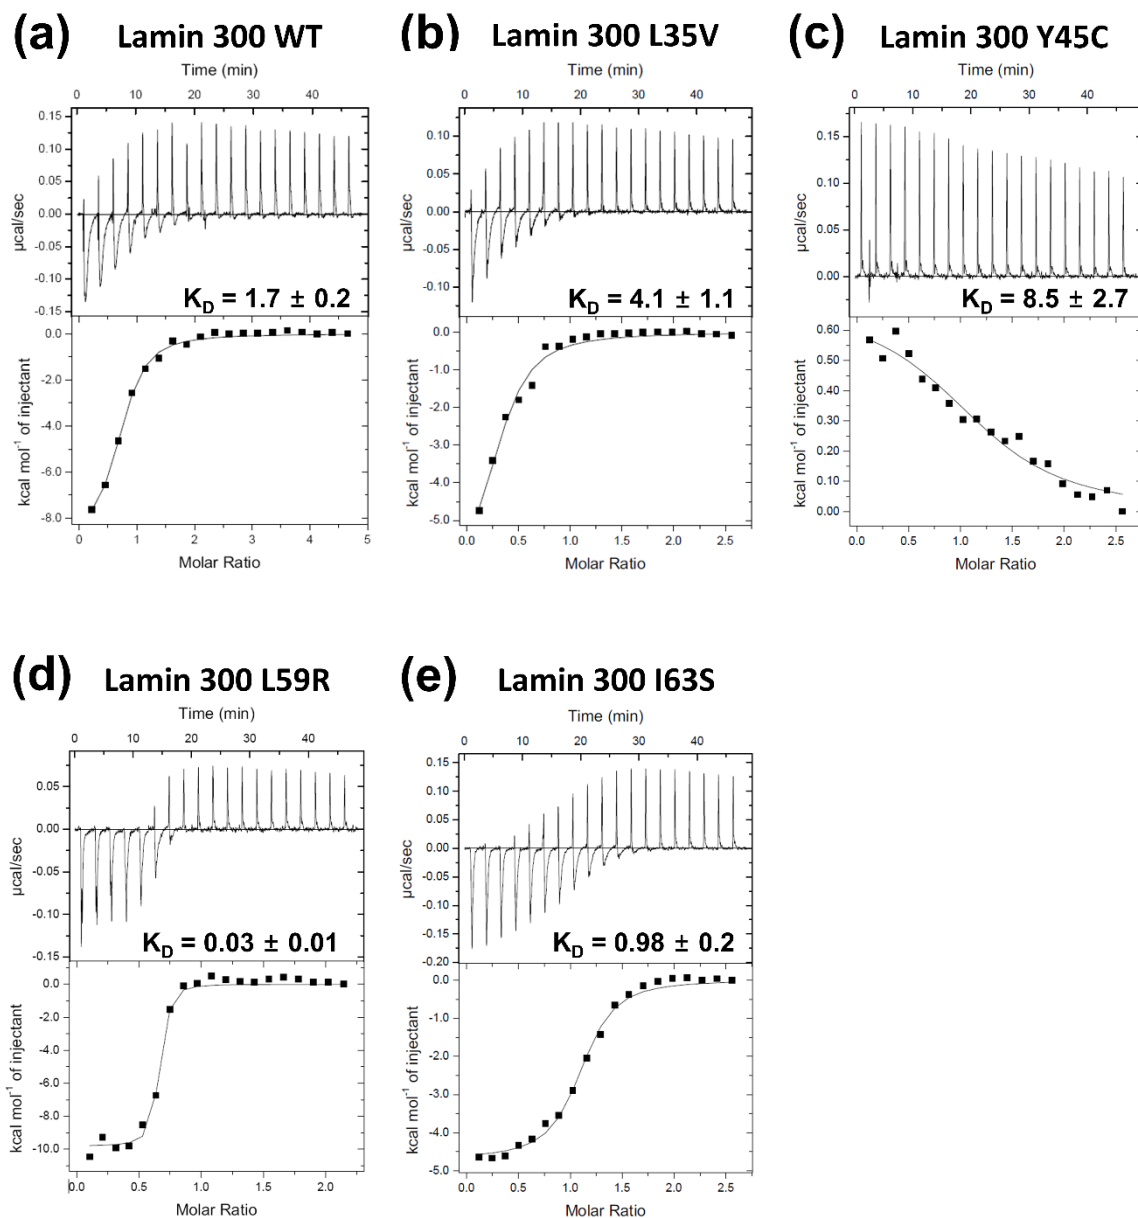 (a) Lamin 300 WT
Time (min)
0 10 20 30 40 50
0.15
0.10
0.05
0.00
-0.05
-0.10
-0.15
µcal/sec
K_D = 1.7 ± 0.2
0.0
-2.0
-4.0
-6.0
-8.0
kcal mol⁻¹ of injectant
0 1 2 3 4 5
Molar Ratio
(b) Lamin 300 L35V
Time (min)
0 10 20 30 40
0.10
0.05
0.00
-0.05
-0.10
µcal/sec
K_D = 4.1 ± 1.1
0.0
-1.0
-2.0
-3.0
-4.0
-5.0
kcal mol⁻¹ of injectant
0.0 0.5 1.0 1.5 2.0 2.5
Molar Ratio
(c) Lamin 300 Y45C
Time (min)
0 10 20 30 40
0.15
0.10
0.05
0.00
µcal/sec
K_D = 8.5 ± 2.7
0.60
0.50
0.40
0.30
0.20
0.10
0.00
kcal mol⁻¹ of injectant
0.0 0.5 1.0 1.5 2.0 2.5
Molar Ratio
(d) Lamin 300 L59R
Time (min)
0 10 20 30 40
0.05
0.00
-0.05
-0.10
-0.15
µcal/sec
K_D = 0.03 ± 0.01
0.0
-2.0
-4.0
-6.0
-8.0
-10.0
kcal mol⁻¹ of injectant
0.0 0.5 1.0 1.5 2.0
Molar Ratio
(e) Lamin 300 I63S
Time (min)
0 10 20 30 40
0.15
0.10
0.05
0.00
-0.05
-0.10
-0.15
-0.20
µcal/sec
K_D = 0.98 ± 0.2
0.0
-1.0
-2.0
-3.0
-4.0
-5.0
kcal mol⁻¹ of injectant
0.0 0.5 1.0 1.5 2.0 2.5
Molar Ratio